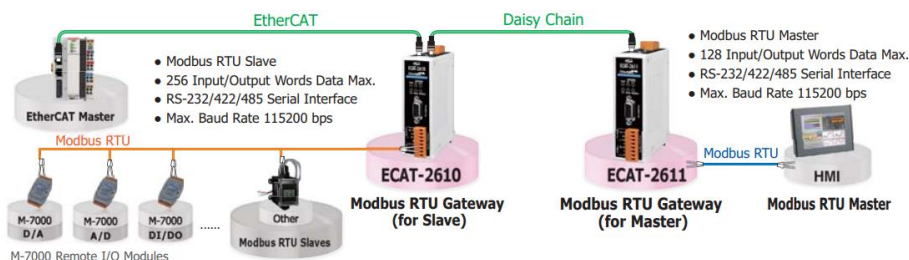 EtherCAT
Daisy Chain
EtherCAT Master
● Modbus RTU Slave
● 256 Input/Output Words Data Max.
● RS-232/422/485 Serial Interface
● Max. Baud Rate 115200 bps
● Modbus RTU Master
● 128 Input/Output Words Data Max.
● RS-232/422/485 Serial Interface
● Max. Baud Rate 115200 bps
Modbus RTU
ECAT-2610
Modbus RTU Gateway
(for Slave)
ECAT-2611
Modbus RTU Gateway
(for Master)
Modbus RTU
HMI
Modbus RTU Master
M-7000
D/A
M-7000
A/D
M-7000
DI/DO
......
Other
Modbus RTU Slaves
M-7000 Remote I/O Modules